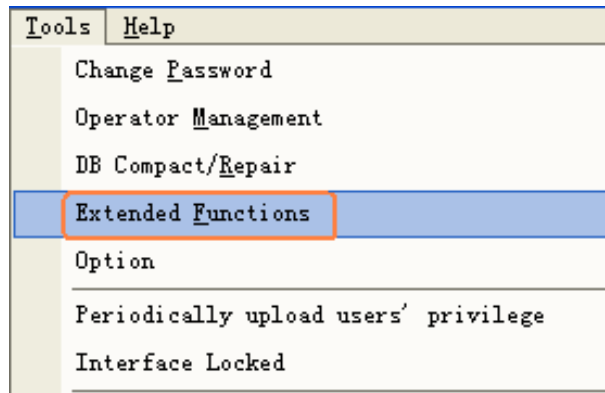 Tools Help
Change Password
Operator Management
DB Compact/Repair
Extended Functions
Option
Periodically upload users' privilege
Interface Locked